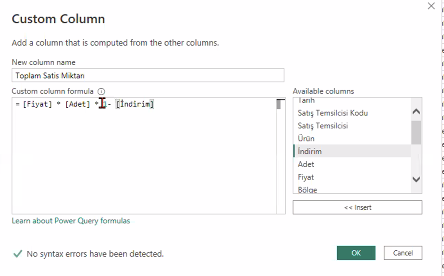 Custom Column
Add a column that is computed from the other columns.
New column name
Toplam Satis Miktarı
Custom column formula
Available columns
= [Fiyat] * [Adet] * - [İndirim]
Tarih
Satış Temsilcisi Kodu
Satış Temsilcisi
Ürün
İndirim
Adet
Fiyat
Bölge
<< Insert
Learn about Power Query formulas
No syntax errors have been detected.
OK
Cancel